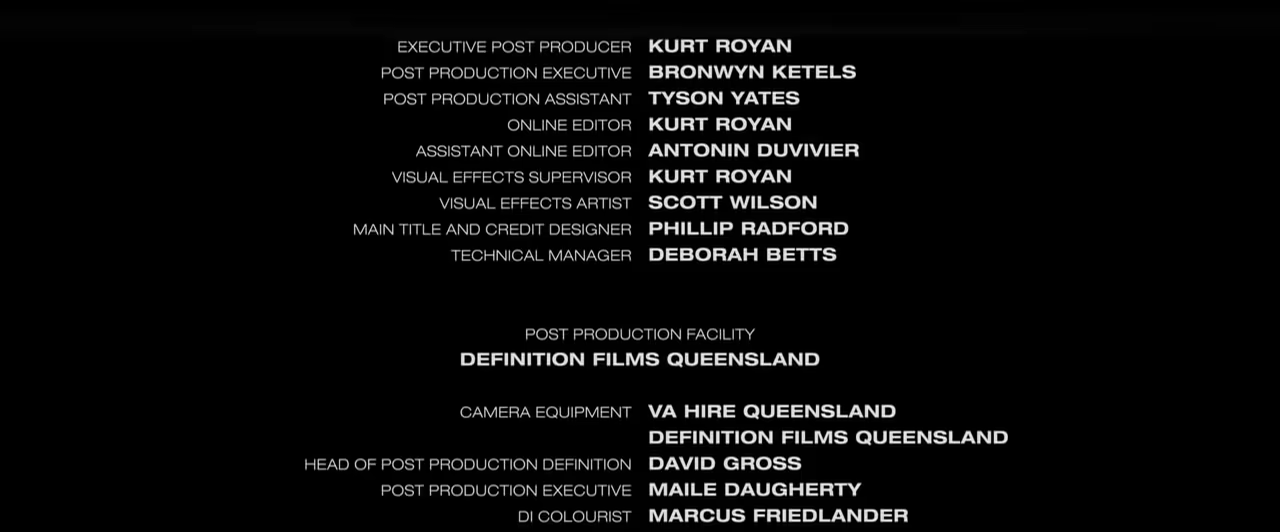 EXECUTIVE POST PRODUCER KURT ROYAN
POST PRODUCTION EXECUTIVE BRONWYN KETELS
POST PRODUCTION ASSISTANT TYSON YATES
ONLINE EDITOR KURT ROYAN
ASSISTANT ONLINE EDITOR ANTONIN DUVIVIER
VISUAL EFFECTS SUPERVISOR KURT ROYAN
VISUAL EFFECTS ARTIST SCOTT WILSON
MAIN TITLE AND CREDIT DESIGNER PHILLIP RADFORD
TECHNICAL MANAGER DEBORAH BETTS
POST PRODUCTION FACILITY
DEFINITION FILMS QUEENSLAND
CAMERA EQUIPMENT VA HIRE QUEENSLAND
DEFINITION FILMS QUEENSLAND
HEAD OF POST PRODUCTION DEFINITION DAVID GROSS
POST PRODUCTION EXECUTIVE MAILE DAUGHERTY
DI COLOURIST MARCUS FRIEDLANDER